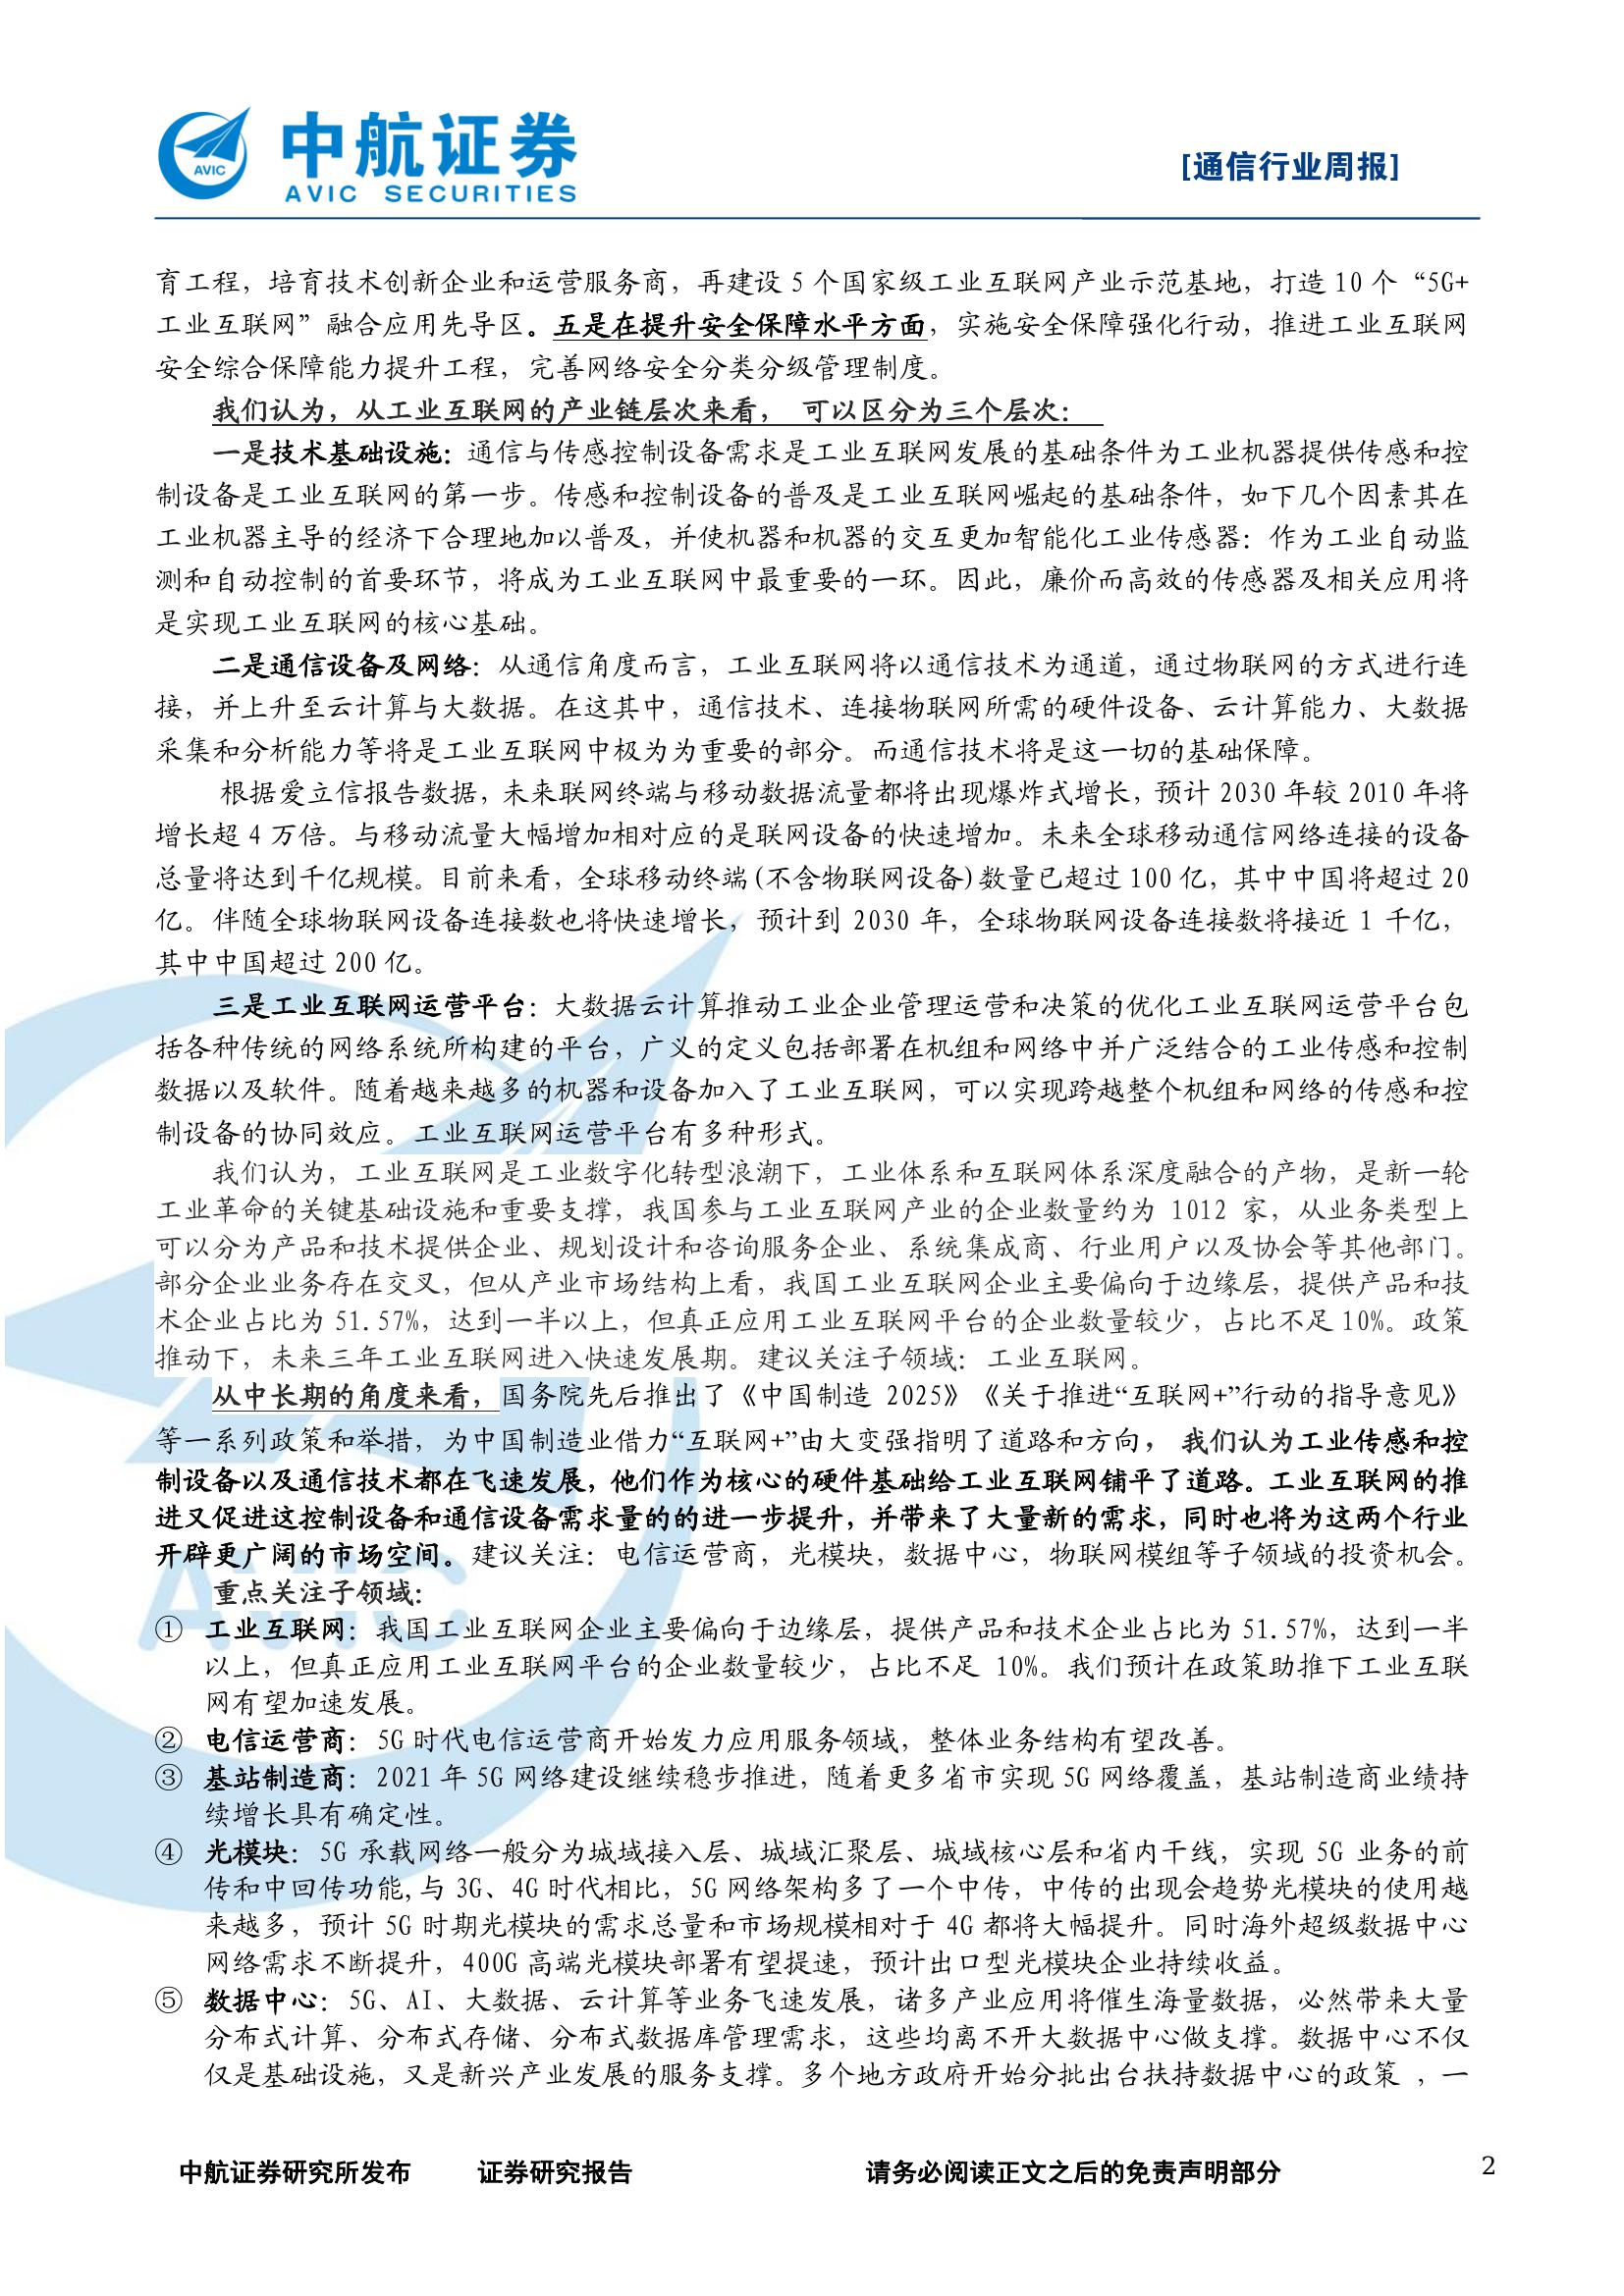 AVIC
中航证券
AVIC SECURITIES
[通信行业周报]
育工程，培育技术创新企业和运营服务商，再建设 5 个国家级工业互联网产业示范基地，打造 10 个“5G+
工业互联网”融合应用先导区。五是在提升安全保障水平方面，实施安全保障强化行动，推进工业互联网
安全综合保障能力提升工程，完善网络安全分类分级管理制度。
我们认为，从工业互联网的产业链层次来看， 可以区分为三个层次：
一是技术基础设施：通信与传感控制设备需求是工业互联网发展的基础条件为工业机器提供传感和控
制设备是工业互联网的第一步。传感和控制设备的普及是工业互联网崛起的基础条件，如下几个因素其在
工业机器主导的经济下合理地加以普及，并使机器和机器的交互更加智能化工业传感器：作为工业自动监
测和自动控制的首要环节，将成为工业互联网中最重要的一环。因此，廉价而高效的传感器及相关应用将
是实现工业互联网的核心基础。
二是通信设备及网络：从通信角度而言，工业互联网将以通信技术为通道，通过物联网的方式进行连
接，并上升至云计算与大数据。在这其中，通信技术、连接物联网所需的硬件设备、云计算能力、大数据
采集和分析能力等将是工业互联网中极为为重要的部分。而通信技术将是这一切的基础保障。
根据爱立信报告数据，未来联网终端与移动数据流量都将出现爆炸式增长，预计 2030 年较 2010 年将
增长超 4 万倍。与移动流量大幅增加相对应的是联网设备的快速增加。未来全球移动通信网络连接的设备
总量将达到千亿规模。目前来看，全球移动终端(不含物联网设备)数量已超过 100 亿，其中中国将超过 20
亿。伴随全球物联网设备连接数也将快速增长，预计到 2030 年，全球物联网设备连接数将接近 1 千亿，
其中中国超过 200 亿。
三是工业互联网运营平台：大数据云计算推动工业企业管理运营和决策的优化工业互联网运营平台包
括各种传统的网络系统所构建的平台，广义的定义包括部署在机组和网络中并广泛结合的工业传感和控制
数据以及软件。随着越来越多的机器和设备加入了工业互联网，可以实现跨越整个机组和网络的传感和控
制设备的协同效应。工业互联网运营平台有多种形式。
我们认为，工业互联网是工业数字化转型浪潮下，工业体系和互联网体系深度融合的产物，是新一轮
工业革命的关键基础设施和重要支撑，我国参与工业互联网产业的企业数量约为 1012 家，从业务类型上
可以分为产品和技术提供企业、规划设计和咨询服务企业、系统集成商、行业用户以及协会等其他部门。
部分企业业务存在交叉，但从产业市场结构上看，我国工业互联网企业主要偏向于边缘层，提供产品和技
术企业占比为 51.57%，达到一半以上，但真正应用工业互联网平台的企业数量较少，占比不足 10%。政策
推动下，未来三年工业互联网进入快速发展期。建议关注子领域：工业互联网。
从中长期的角度来看，国务院先后推出了《中国制造 2025》《关于推进“互联网+”行动的指导意见》
等一系列政策和举措，为中国制造业借力“互联网+”由大变强指明了道路和方向， 我们认为工业传感和控
制设备以及通信技术都在飞速发展，他们作为核心的硬件基础给工业互联网铺平了道路。工业互联网的推
进又促进这控制设备和通信设备需求量的的进一步提升，并带来了大量新的需求，同时也将为这两个行业
开辟更广阔的市场空间。建议关注：电信运营商，光模块，数据中心，物联网模组等子领域的投资机会。
重点关注子领域：
① 工业互联网：我国工业互联网企业主要偏向于边缘层，提供产品和技术企业占比为 51.57%，达到一半
以上，但真正应用工业互联网平台的企业数量较少，占比不足 10%。我们预计在政策助推下工业互联
网有望加速发展。
② 电信运营商：5G 时代电信运营商开始发力应用服务领域，整体业务结构有望改善。
③ 基站制造商：2021 年 5G 网络建设继续稳步推进，随着更多省市实现 5G 网络覆盖，基站制造商业绩持
续增长具有确定性。
④ 光模块：5G 承载网络一般分为城域接入层、城域汇聚层、城域核心层和省内干线，实现 5G 业务的前
传和中回传功能,与 3G、4G 时代相比，5G 网络架构多了一个中传，中传的出现会趋势光模块的使用越
来越多，预计 5G 时期光模块的需求总量和市场规模相对于 4G 都将大幅提升。同时海外超级数据中心
网络需求不断提升，400G 高端光模块部署有望提速，预计出口型光模块企业持续收益。
⑤ 数据中心：5G、AI、大数据、云计算等业务飞速发展，诸多产业应用将催生海量数据，必然带来大量
分布式计算、分布式存储、分布式数据库管理需求，这些均离不开大数据中心做支撑。数据中心不仅
仅是基础设施，又是新兴产业发展的服务支撑。多个地方政府开始分批出台扶持数据中心的政策 ，一
中航证券研究所发布 证券研究报告 请务必阅读正文之后的免责声明部分 2